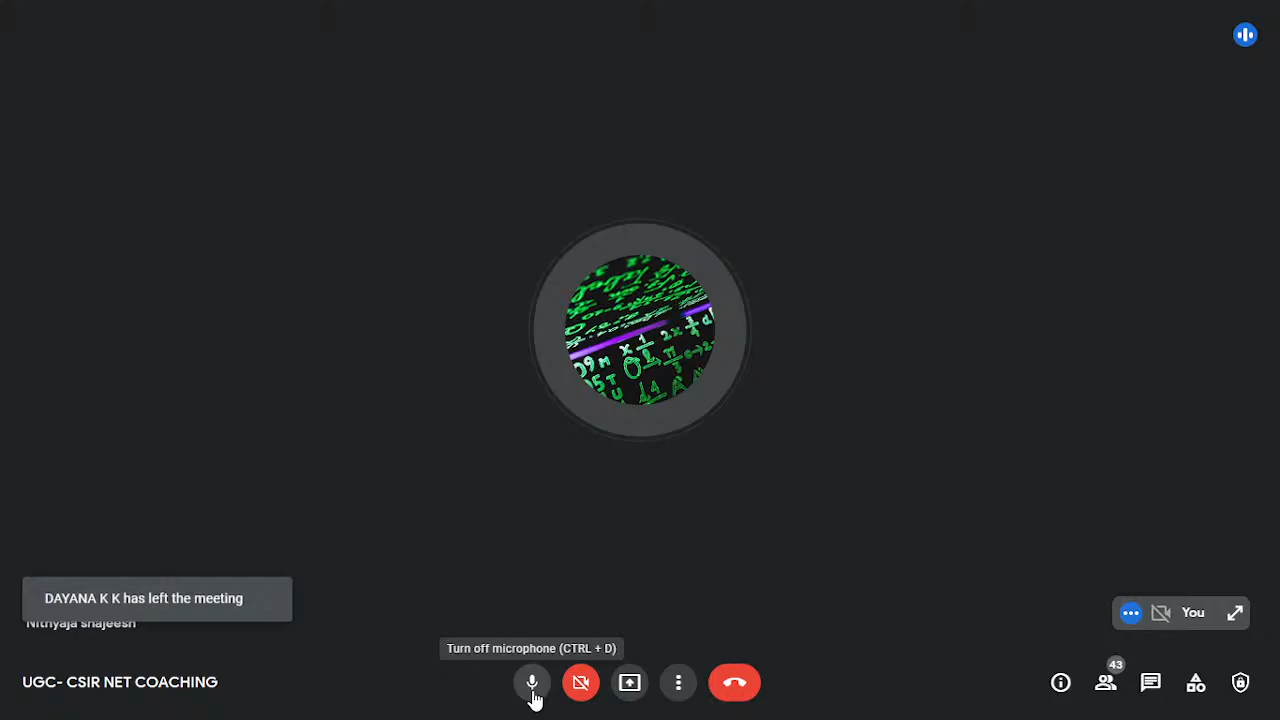 DAYANA K K has left the meeting
Nithyaja shajeesh
You
Turn off microphone (CTRL + D)
UGC- CSIR NET COACHING
43